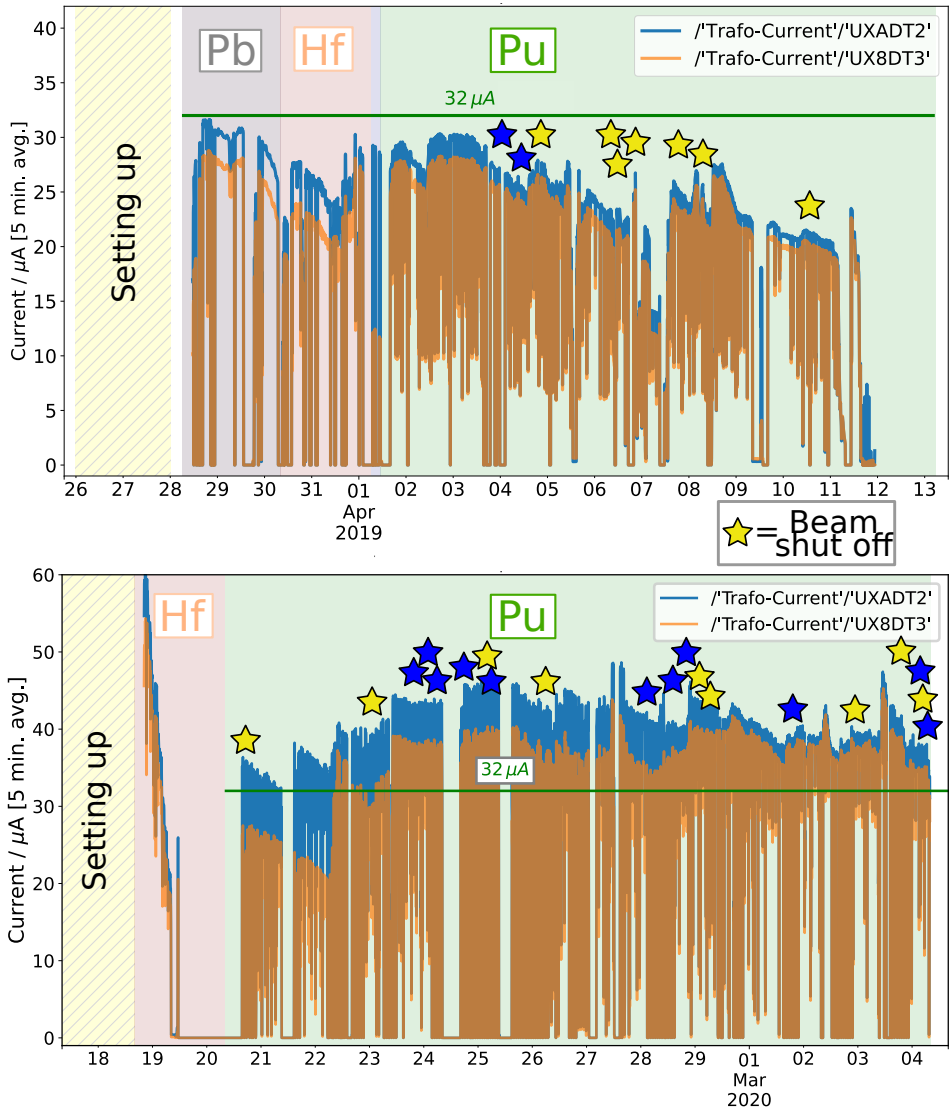 Pb
Hf
Pu
/'Trafo-Current'/'UXADT2'
/'Trafo-Current'/'UX8DT3'
32 μA
Setting up
Current / μA [5 min. avg.]
40
35
30
25
20
15
10
5
0
26 27 28 29 30 31 01 02 03 04 05 06 07 08 09 10 11 12 13
Apr
2019
= Beam
shut off
Hf
Pu
/'Trafo-Current'/'UXADT2'
/'Trafo-Current'/'UX8DT3'
32 μA
Setting up
Current / μA [5 min. avg.]
60
50
40
30
20
10
0
18 19 20 21 22 23 24 25 26 27 28 29 01 02 03 04
Mar
2020